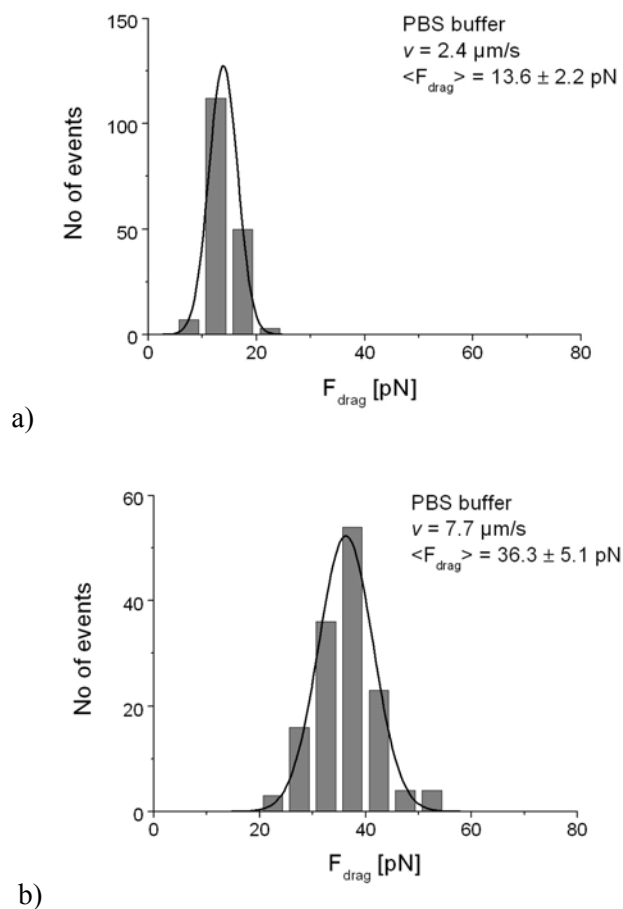 150
PBS buffer
v = 2.4 µm/s
<F_drag> = 13.6 ± 2.2 pN
100
No of events
50
0
0 20 40 60 80
F_drag [pN]
a)
60
PBS buffer
v = 7.7 µm/s
<F_drag> = 36.3 ± 5.1 pN
40
No of events
20
0
0 20 40 60 80
F_drag [pN]
b)